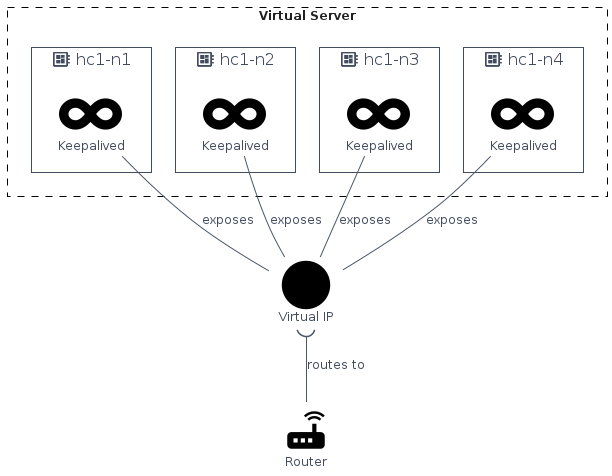 Virtual Server
hc1-n1
hc1-n2
hc1-n3
hc1-n4
Keepalived
Keepalived
Keepalived
Keepalived
exposes
exposes
exposes
exposes
Virtual IP
routes to
Router